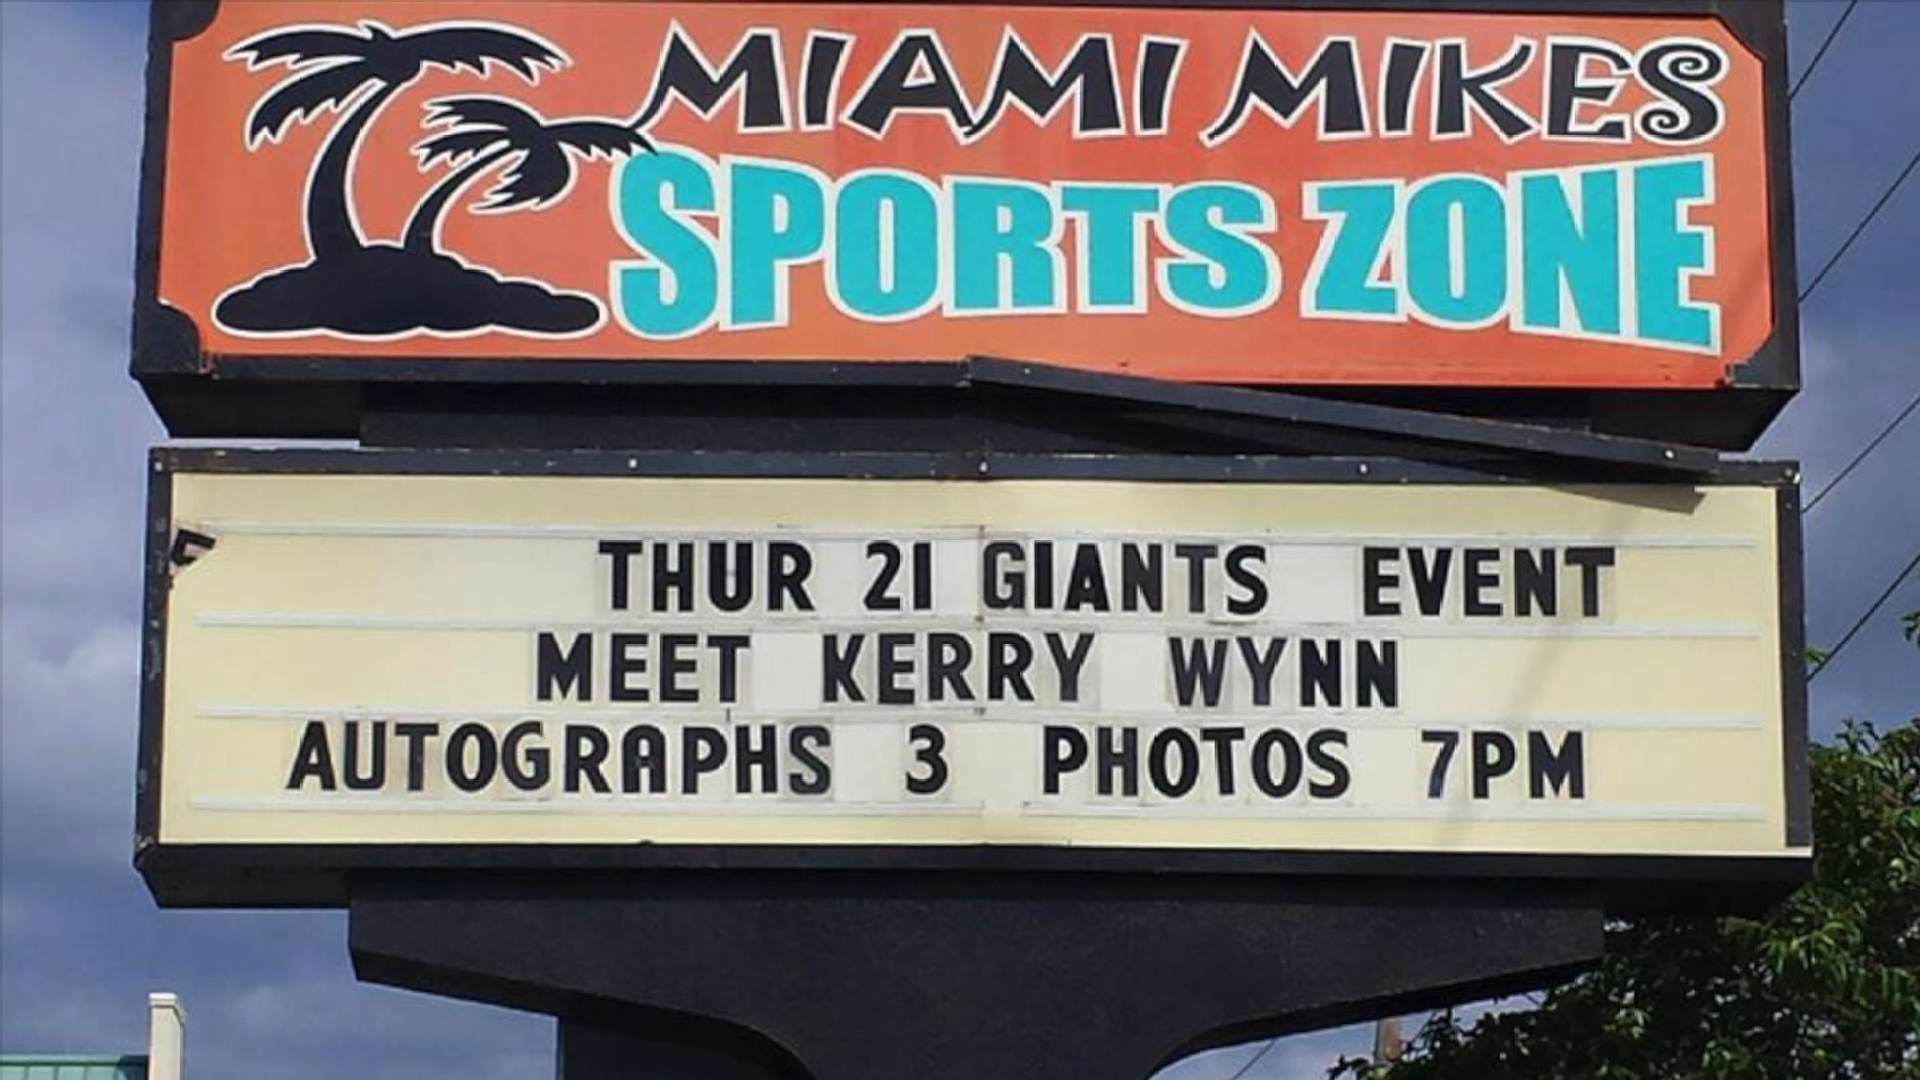 MIAMI MIKES
SPORTS ZONE
THUR 21 GIANTS EVENT
MEET KERRY WYNN
AUTOGRAPHS 3 PHOTOS 7PM